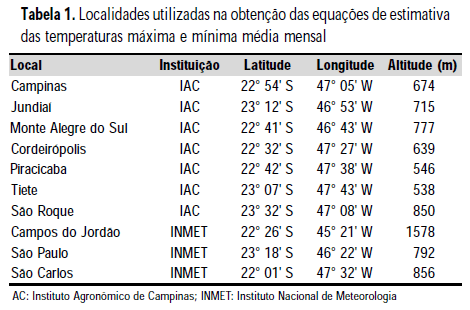 Tabela 1. Localidades utilizadas na obtenção das equações de estimativa
das temperaturas máxima e mínima média mensal
Local Instituição Latitude Longitude Altitude (m)
Campinas IAC 22° 54' S 47° 05' W 674
Jundiaí IAC 23° 12' S 46° 53' W 715
Monte Alegre do Sul IAC 22° 41' S 46° 43' W 777
Cordeirópolis IAC 22° 32' S 47° 27' W 639
Piracicaba IAC 22° 42' S 47° 38' W 546
Tiete IAC 23° 07' S 47° 43' W 538
São Roque IAC 23° 32' S 47° 08' W 850
Campos do Jordão INMET 22° 26' S 45° 21' W 1578
São Paulo INMET 23° 18' S 46° 22' W 792
São Carlos INMET 22° 01' S 47° 32' W 856
AC: Instituto Agronômico de Campinas; INMET: Instituto Nacional de Meteorologia